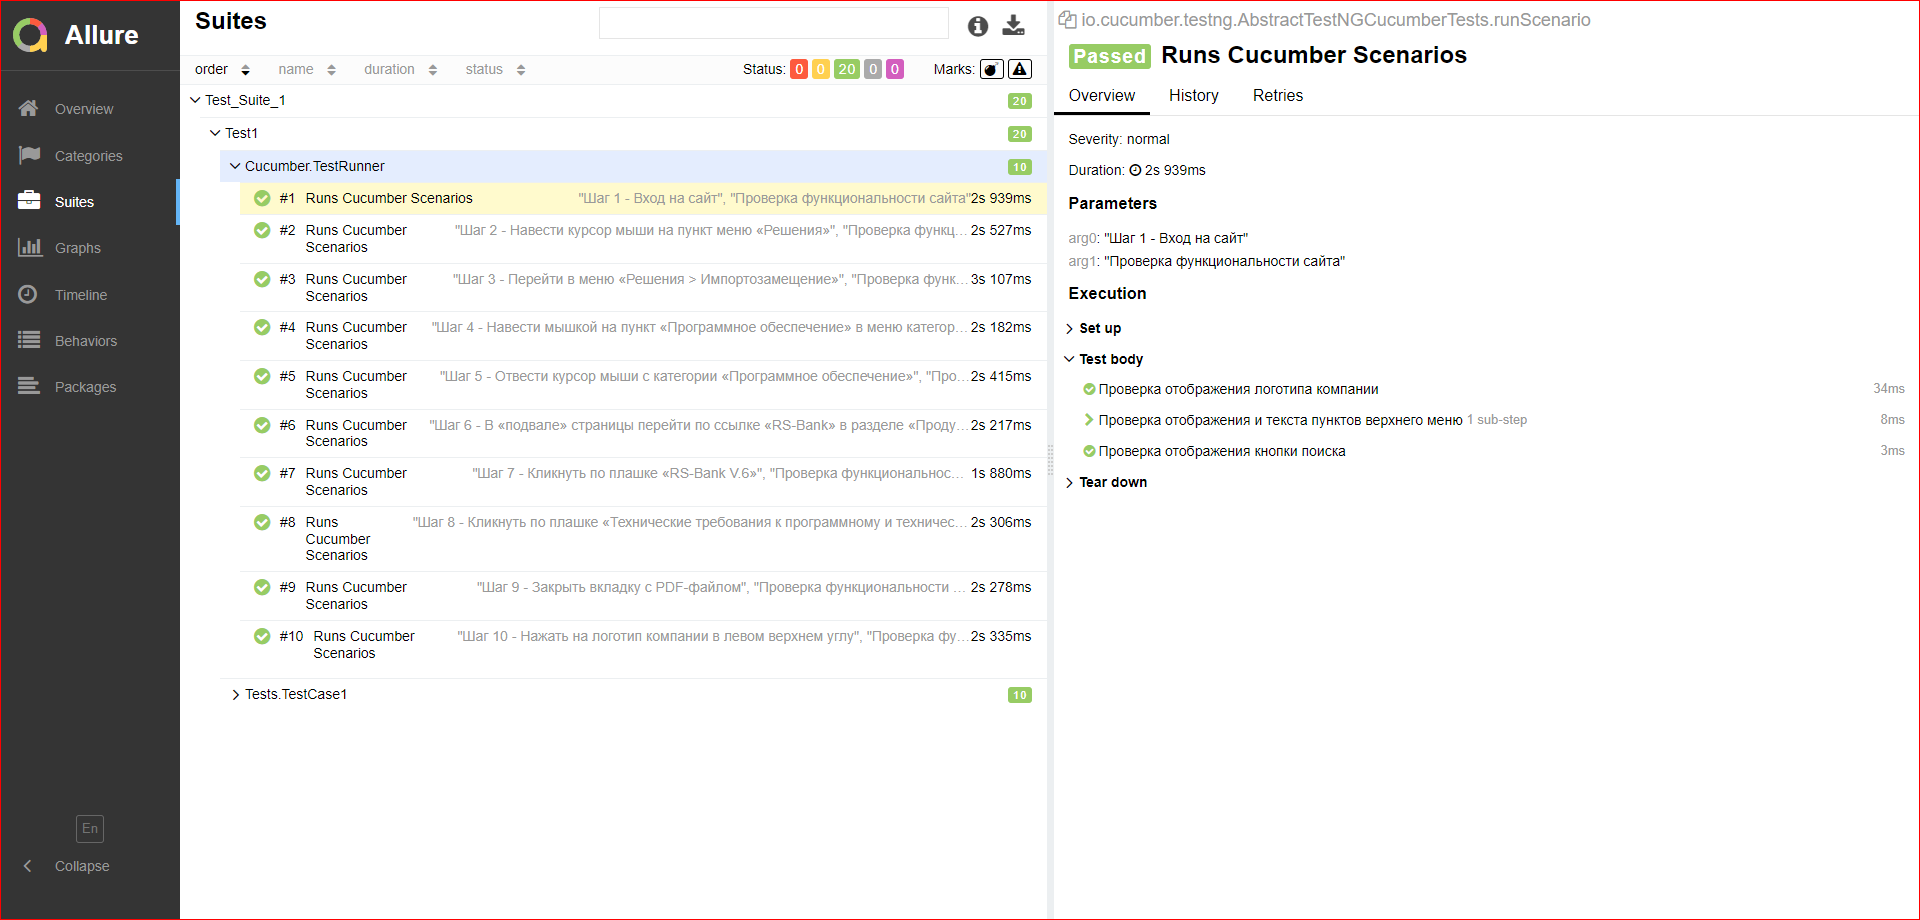 Allure
Overview
Categories
Suites
Graphs
Timeline
Behaviors
Packages
En
Collapse
Suites
order name duration status Status: 0 0 20 0 0 Marks:
Test_Suite_1 20
Test1 20
Cucumber.TestRunner 10
#1 Runs Cucumber Scenarios "Шаг 1 - Вход на сайт", "Проверка функциональности сайта" 2s 939ms
#2 Runs Cucumber "Шаг 2 - Навести курсор мыши на пункт меню «Решения»", "Проверка функц... 2s 527ms
Scenarios
#3 Runs Cucumber "Шаг 3 - Перейти в меню «Решения > Импортозамещение»", "Проверка функ... 3s 107ms
Scenarios
#4 Runs Cucumber "Шаг 4 - Навести мышкой на пункт «Программное обеспечение» в меню категор... 2s 182ms
Scenarios
#5 Runs Cucumber "Шаг 5 - Отвести курсор мыши с категории «Программное обеспечение»", "Про... 2s 415ms
Scenarios
#6 Runs Cucumber "Шаг 6 - В «подвале» страницы перейти по ссылке «RS-Bank» в разделе «Проду... 2s 217ms
Scenarios
#7 Runs Cucumber "Шаг 7 - Кликнуть по плашке «RS-Bank V.6»", "Проверка функциональнос... 1s 880ms
Scenarios
#8 Runs "Шаг 8 - Кликнуть по плашке «Технические требования к программному и техничес... 2s 306ms
Cucumber
Scenarios
#9 Runs Cucumber "Шаг 9 - Закрыть вкладку с PDF-файлом", "Проверка функциональности ... 2s 278ms
Scenarios
#10 Runs Cucumber "Шаг 10 - Нажать на логотип компании в левом верхнем углу", "Проверка фу... 2s 335ms
Scenarios
Tests.TestCase1 10
io.cucumber.testng.AbstractTestNGCucumberTests.runScenario
Passed Runs Cucumber Scenarios
Overview History Retries
Severity: normal
Duration: 2s 939ms
Parameters
arg0: "Шаг 1 - Вход на сайт"
arg1: "Проверка функциональности сайта"
Execution
Set up
Test body
Проверка отображения логотипа компании 34ms
Проверка отображения и текста пунктов верхнего меню 1 sub-step 8ms
Проверка отображения кнопки поиска 3ms
Tear down